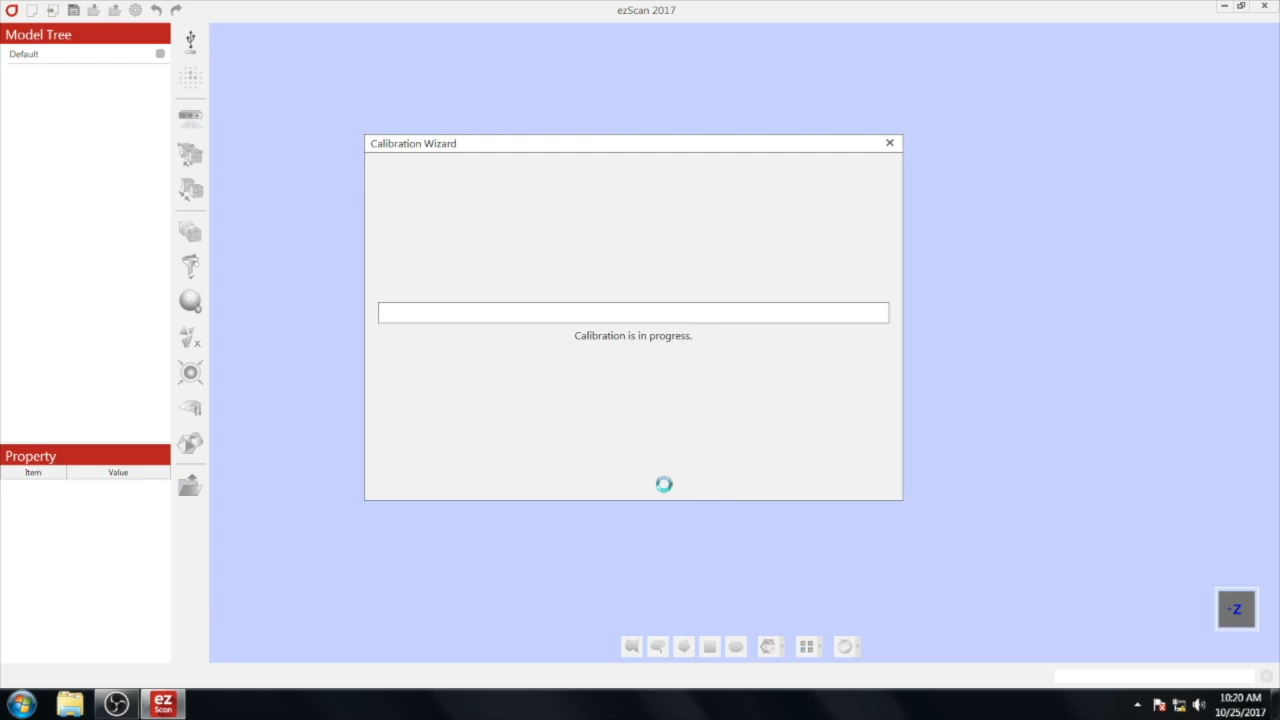 ezScan 2017
Model Tree
Default
Calibration Wizard
Calibration is in progress.
Property
Item Value
+Z
ez
Scan
10:20 AM
10/25/2017